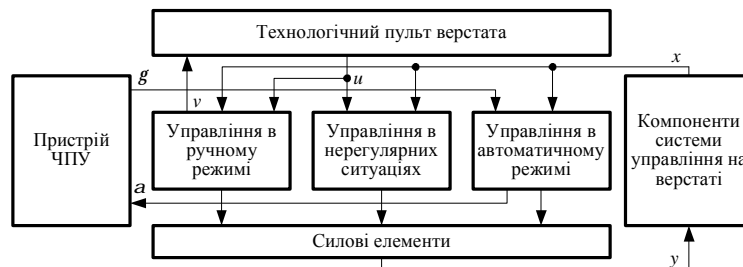 Технологічний пульт верстата
g
v
u
x
Пристрій
ЧПУ
Управління в
ручному
режимі
Управління в
нерегулярних
ситуаціях
Управління в
автоматичному
режимі
Компоненти
системи
управління на
верстаті
a
Силові елементи
y